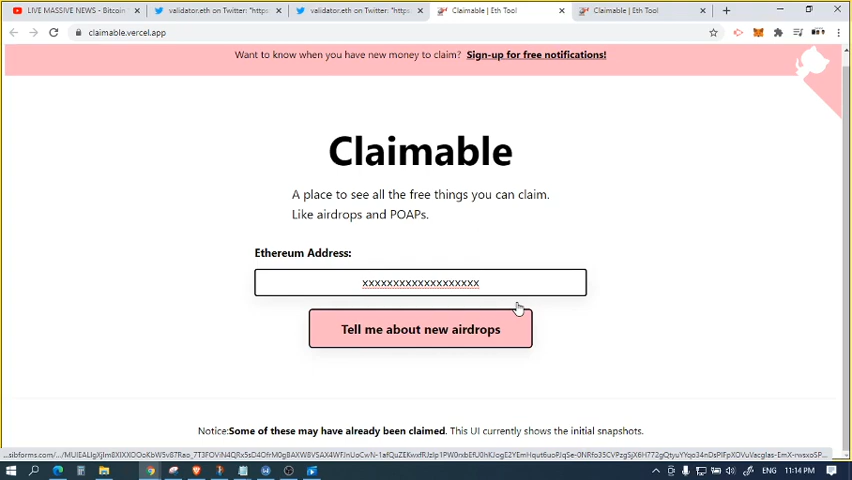 LIVE MASSIVE NEWS - Bitcoin
validator.eth on Twitter: "https:
validator.eth on Twitter: "https:
Claimable | Eth Tool
Claimable | Eth Tool
claimable.vercel.app
Want to know when you have new money to claim? Sign-up for free notifications!
Claimable
A place to see all the free things you can claim.
Like airdrops and POAPs.
Ethereum Address:
xxxxxxxxxxxxxxxxxxx
Tell me about new airdrops
Notice:Some of these may have already been claimed. This UI currently shows the initial snapshots.
ENG
11:14 PM